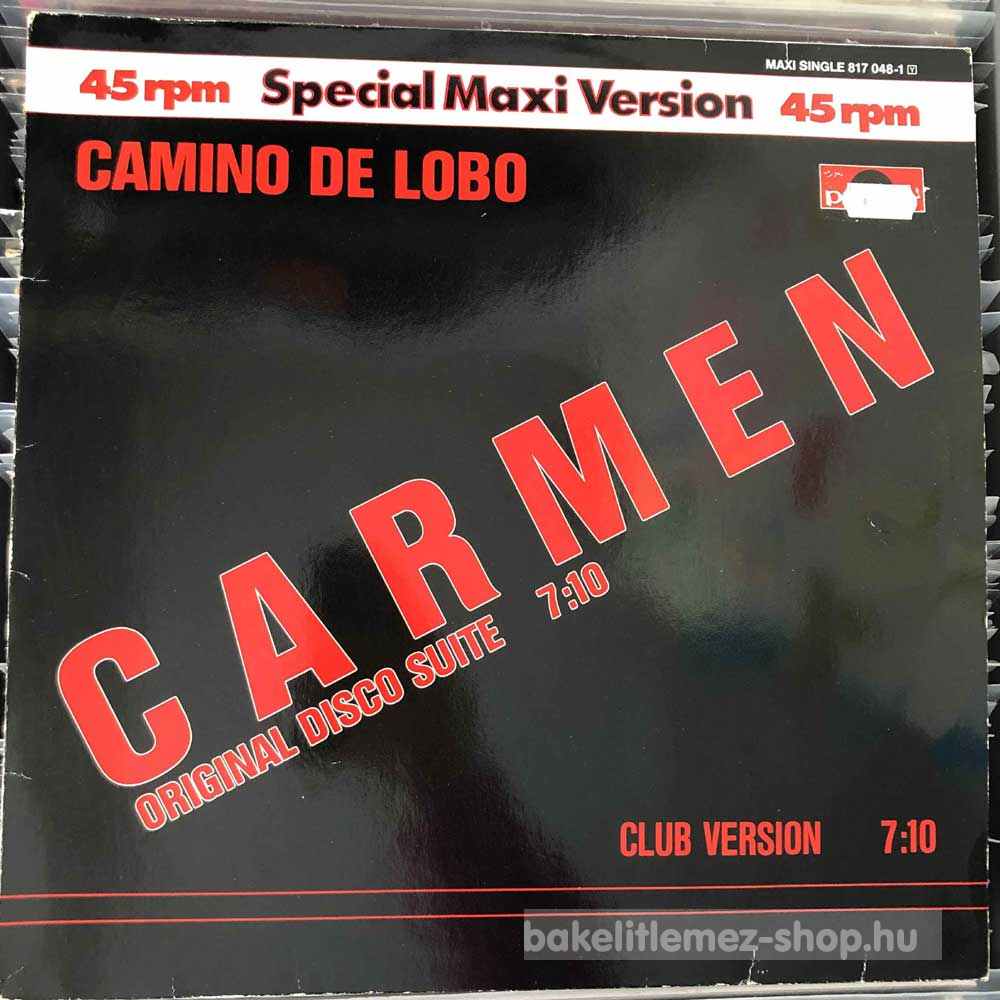 MAXI SINGLE 817 048-1 Y
45 rpm Special Maxi Version 45 rpm
CAMINO DE LOBO
CARMEN
ORIGINAL DISCO SUITE 7:10
CLUB VERSION 7:10
bakelitlemez-shop.hu